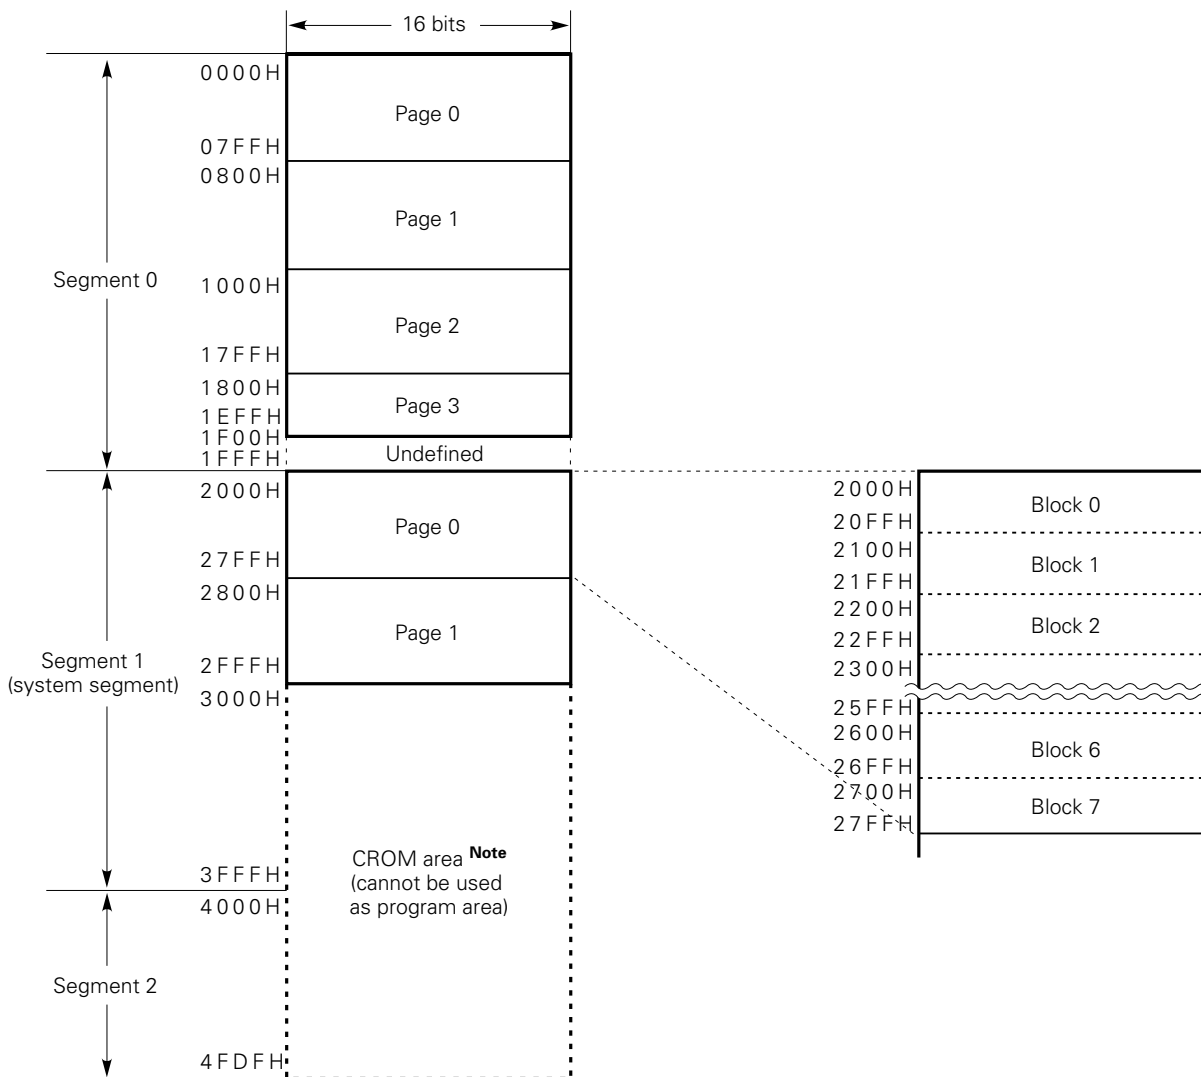 16 bits
0000H
Page 0
07FFH
0800H
Page 1
Segment 0
1000H
Page 2
17FFH
1800H
Page 3
1EFFH
1F00H
Undefined
1FFFH
2000H
Page 0
27FFH
2800H
Page 1
Segment 1
(system segment)
2FFFH
3000H
CROM area Note
(cannot be used
as program area)
3FFFH
4000H
Segment 2
4FDFH
2000H
Block 0
20FFH
2100H
Block 1
21FFH
2200H
Block 2
22FFH
2300H
25FFH
2600H
Block 6
26FFH
2700H
Block 7
27FFH